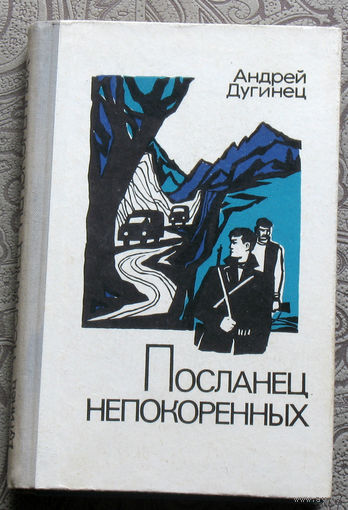 Андрей
Дугинец
Посланец
непокоренных